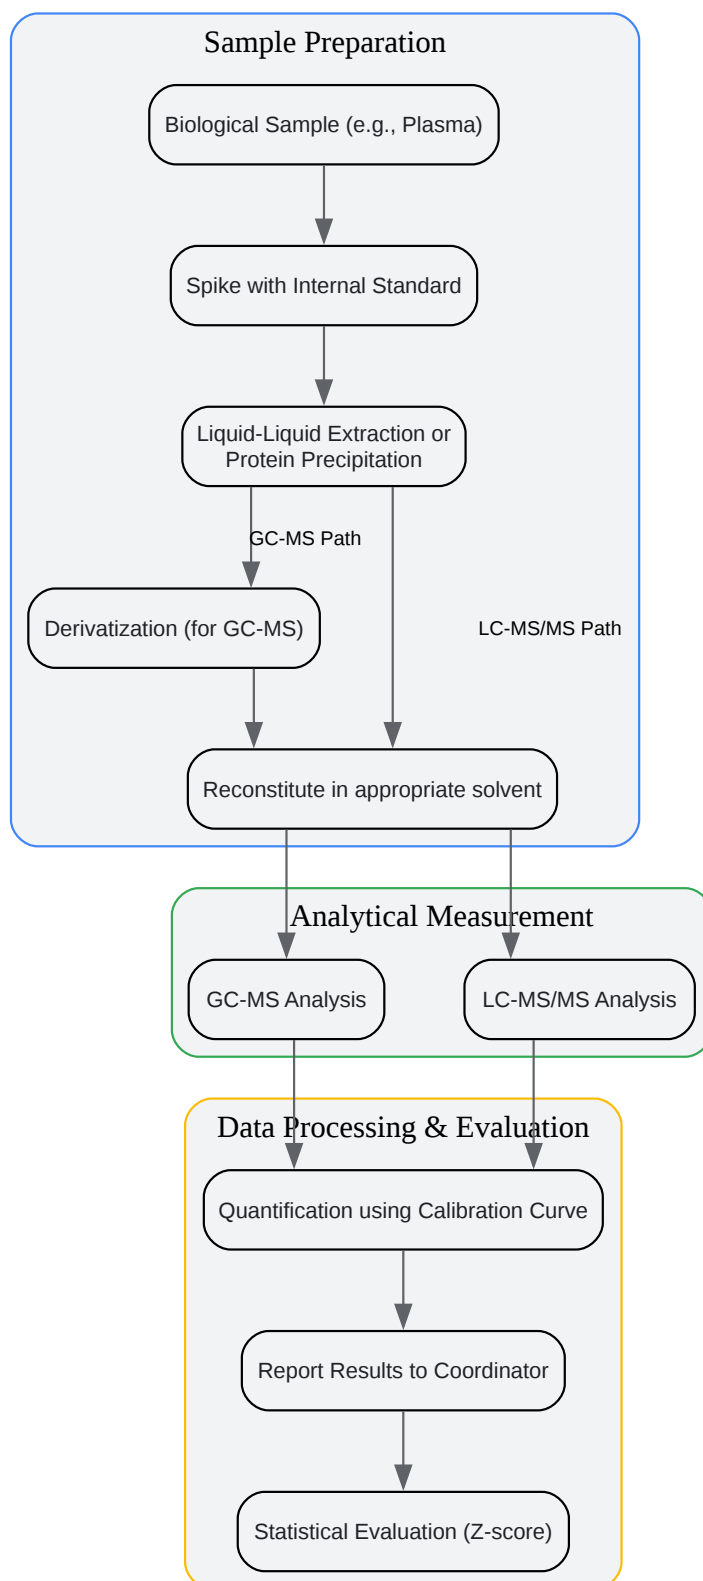 Sample Preparation
Biological Sample (e.g., Plasma)
Spike with Internal Standard
Liquid-Liquid Extraction or
Protein Precipitation
GC-MS Path
Derivatization (for GC-MS)
LC-MS/MS Path
Reconstitute in appropriate solvent
Analytical Measurement
GC-MS Analysis
LC-MS/MS Analysis
Data Processing & Evaluation
Quantification using Calibration Curve
Report Results to Coordinator
Statistical Evaluation (Z-score)